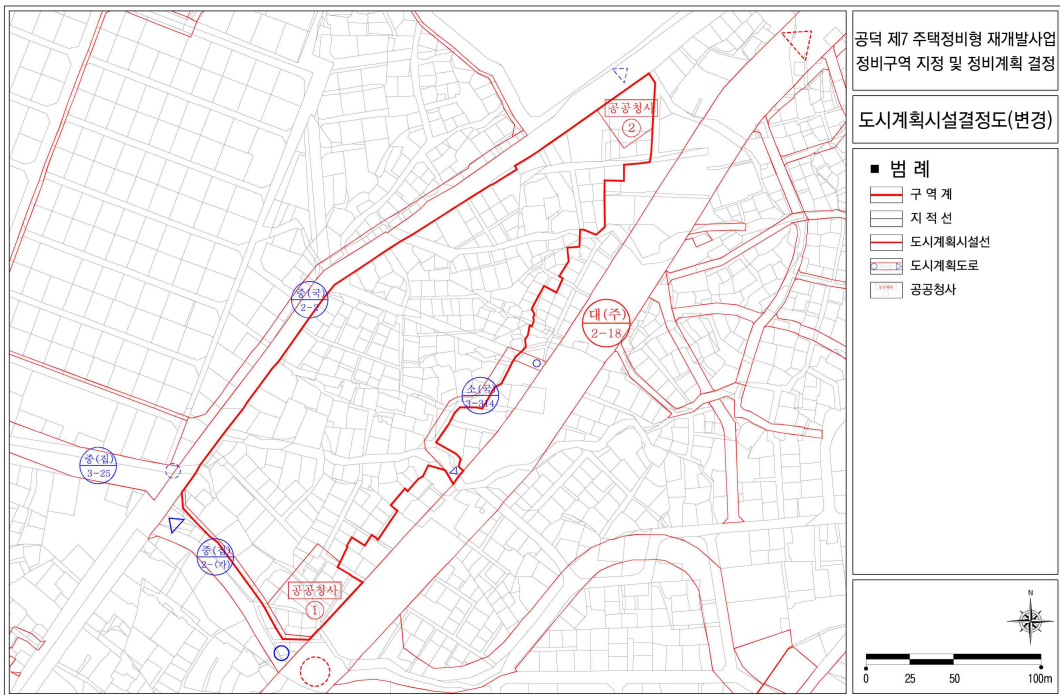 공덕 제7 주택정비형 재개발사업
정비구역 지정 및 정비계획 결정
도시계획시설결정도(변경)
■ 범 례
구 역 계
지 적 선
도시계획시설선
도시계획도로
공공청사
공공청사
②
중(국)
2-2
대(주)
2-18
소(국)
3-314
중(집)
3-25
중(집)
2-(가)
공공청사
①
N
0 25 50 100m